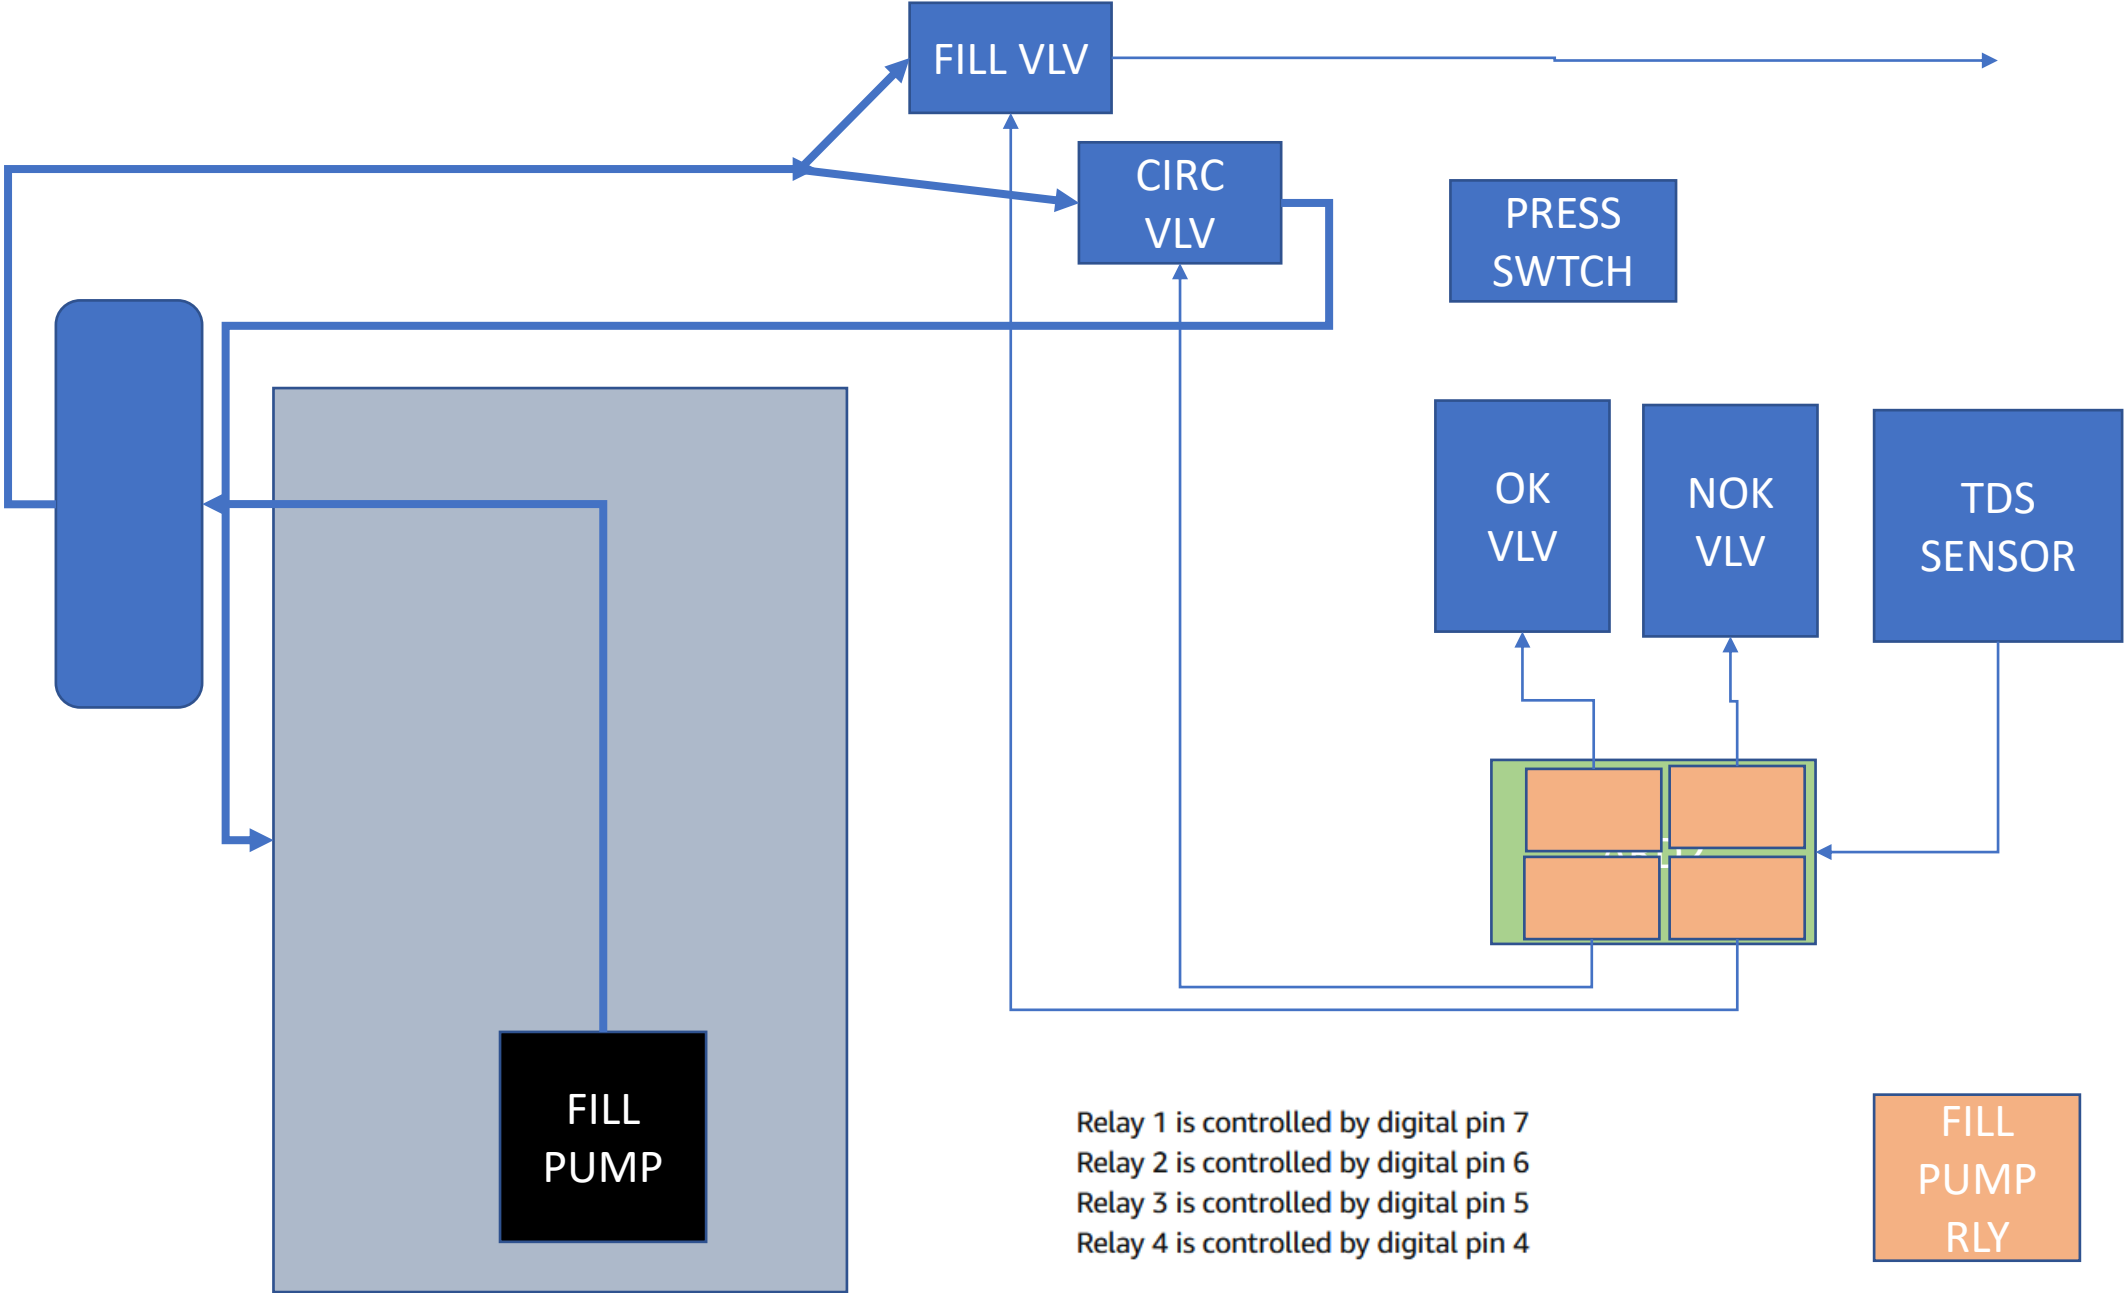 FILL VLV
CIRC
VLV
PRESS
SWTCH
OK
VLV
NOK
VLV
TDS
SENSOR
FILL
PUMP
Relay 1 is controlled by digital pin 7
Relay 2 is controlled by digital pin 6
Relay 3 is controlled by digital pin 5
Relay 4 is controlled by digital pin 4
FILL
PUMP
RLY